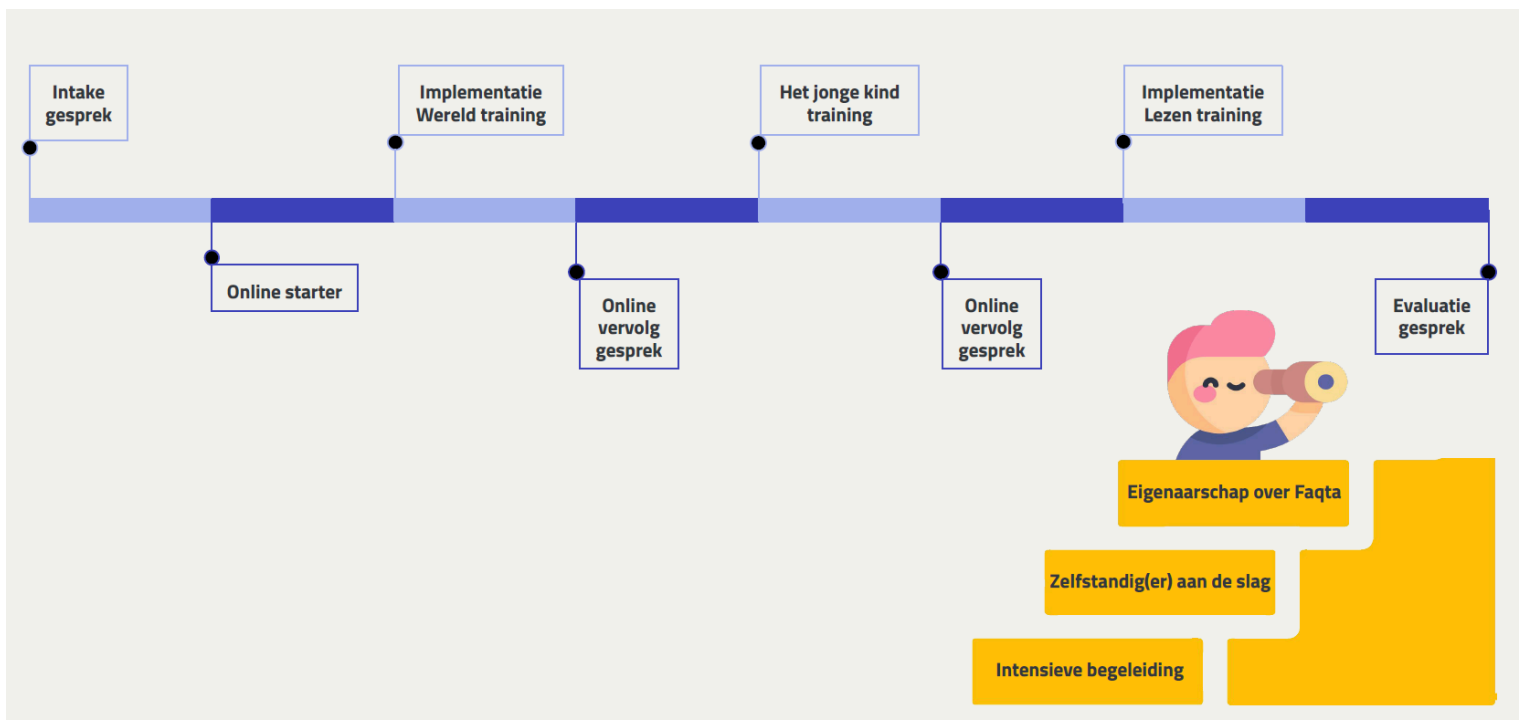 Intake
gesprek
Implementatie
Wereld training
Het jonge kind
training
Implementatie
Lezen training
Online starter
Online
vervolg
gesprek
Online
vervolg
gesprek
Evaluatie
gesprek
Eigenaarschap over Faqta
Zelfstandig(er) aan de slag
Intensieve begeleiding